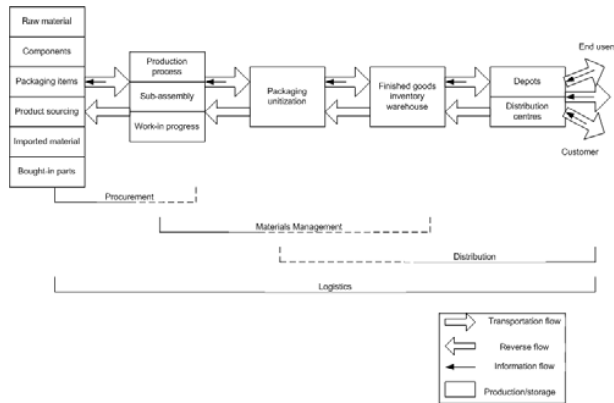 Raw material
Components
Packaging items
Product sourcing
Imported material
Bought-in parts
Production
process
Sub-assembly
Work-in progress
Packaging
unitization
Finished goods
inventory
warehouse
Depots
Distribution
centres
End user
Customer
Procurement
Materials Management
Distribution
Logistics
Transportation flow
Reverse flow
Information flow
Production/storage